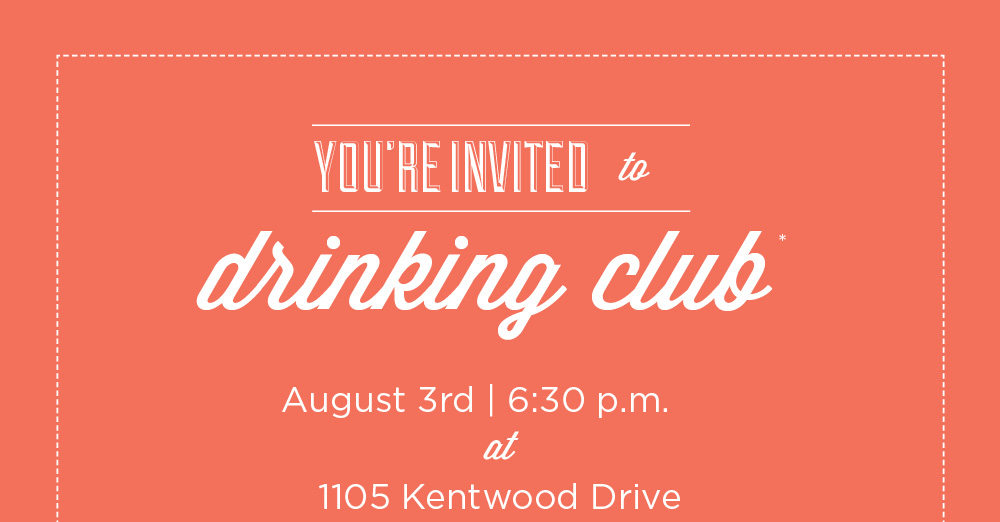 YOU'RE INVITED to
drinking club*
August 3rd | 6:30 p.m.
at
1105 Kentwood Drive